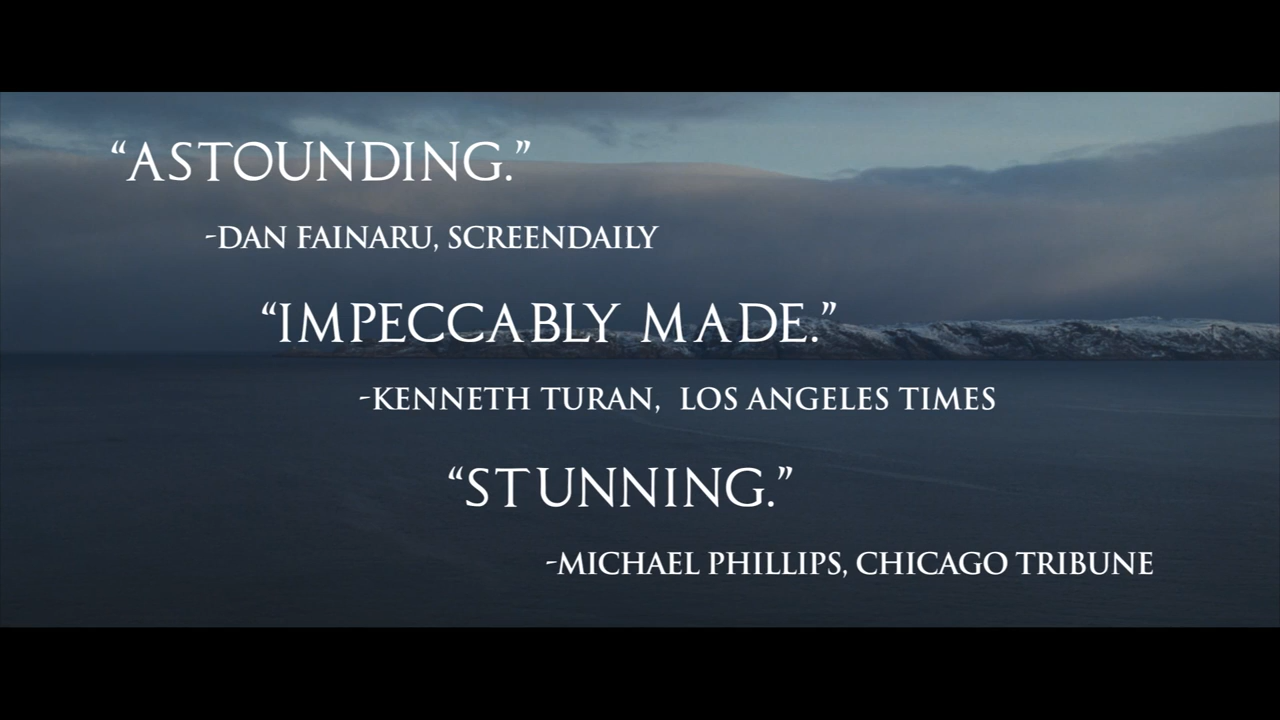 “ASTOUNDING.”
-DAN FAINARU, SCREENDAILY
“IMPECCABLY MADE.”
-KENNETH TURAN,  LOS ANGELES TIMES
“STUNNING.”
-MICHAEL PHILLIPS, CHICAGO TRIBUNE